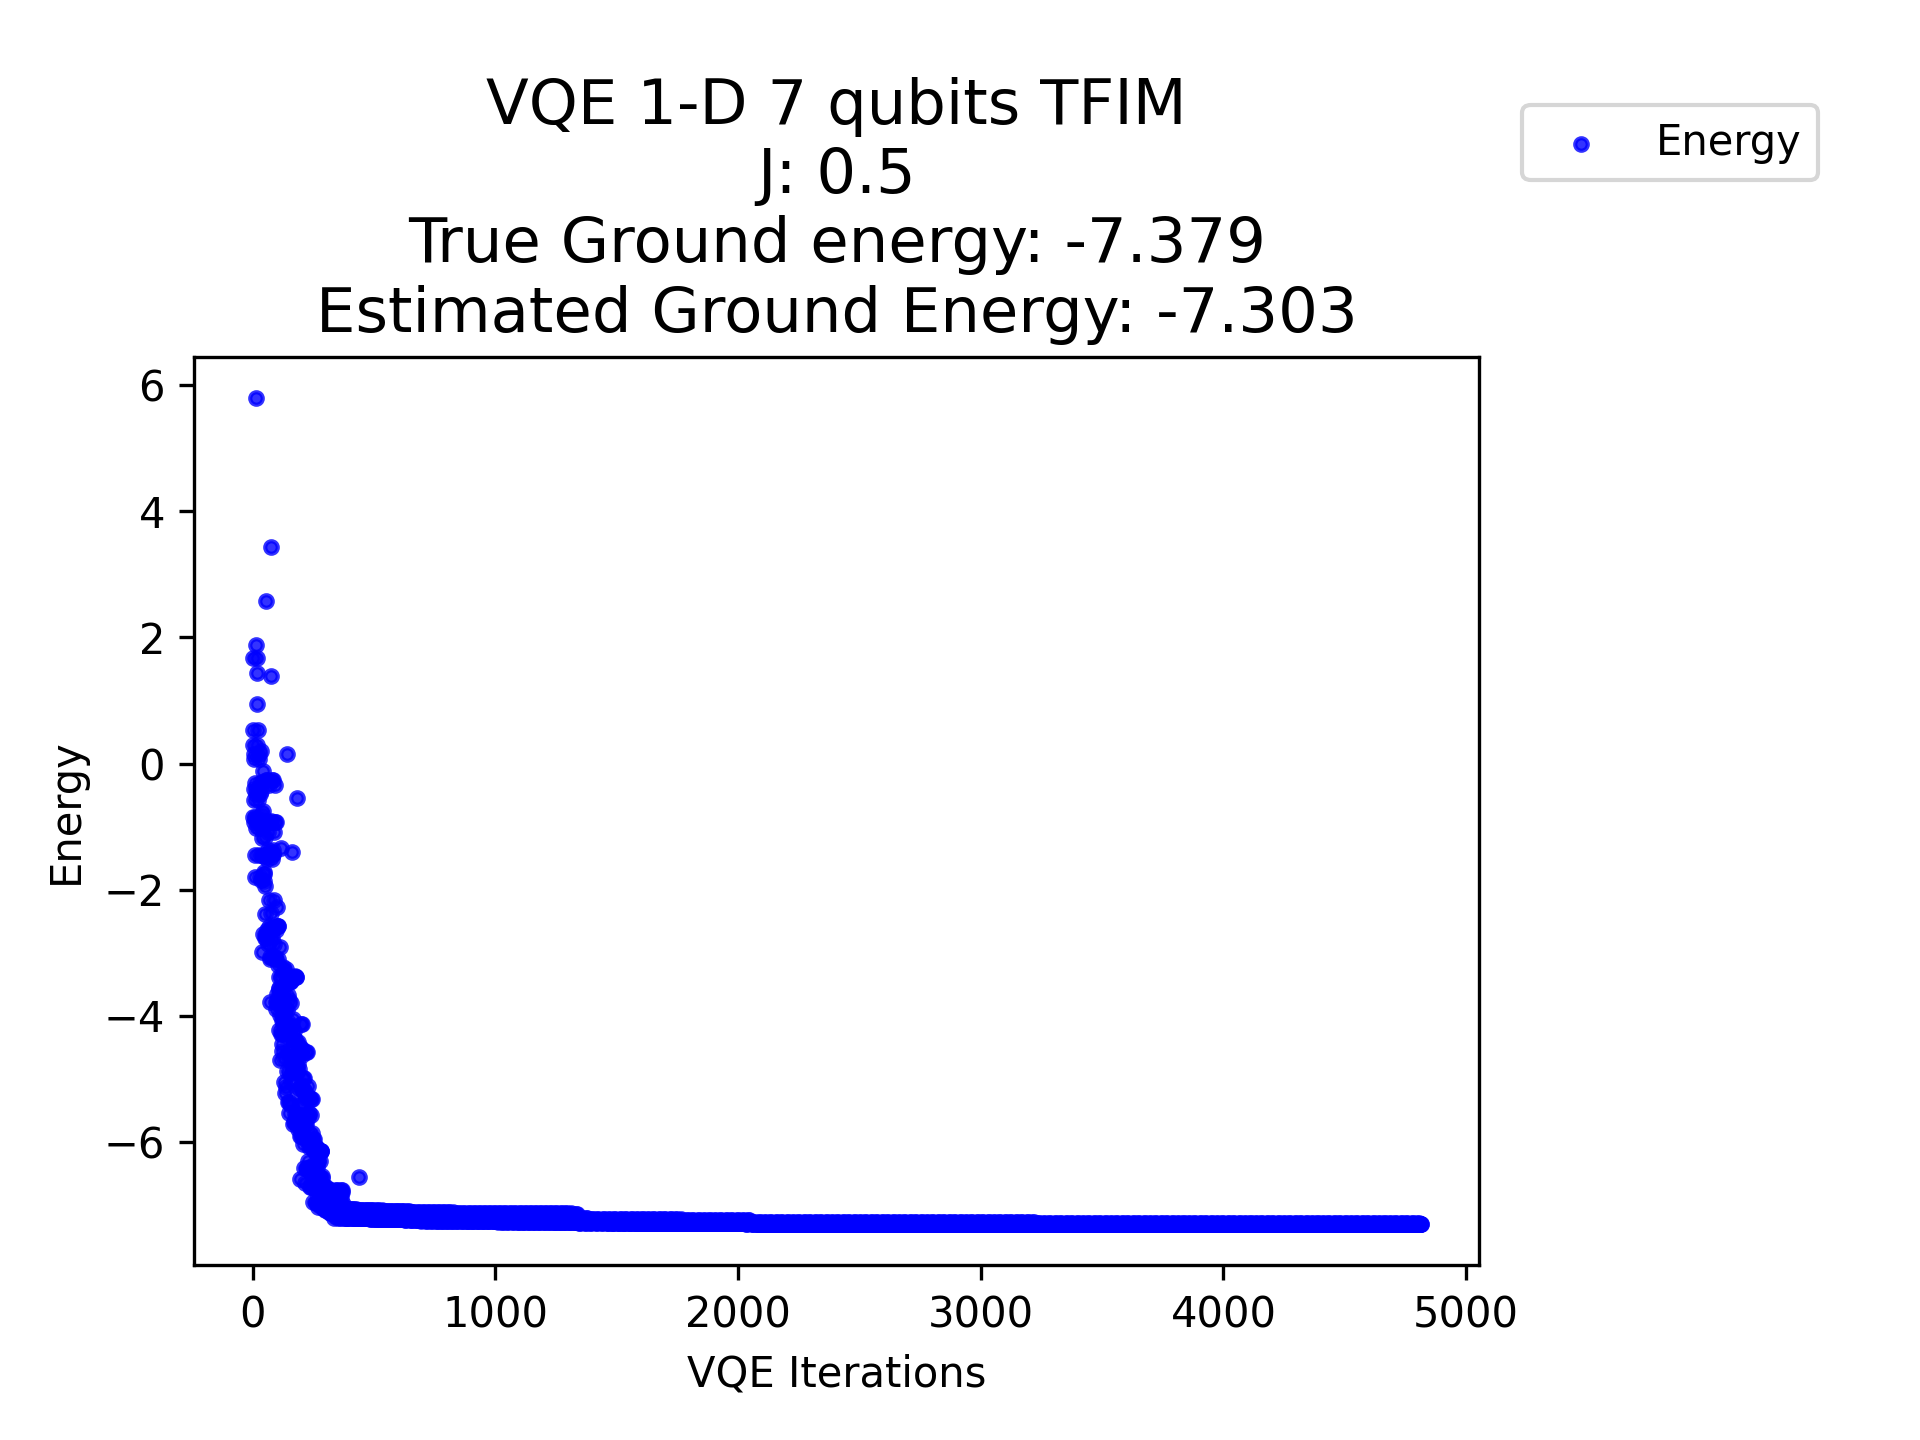 VQE 1-D 7 qubits TFIM
J: 0.5
True Ground energy: -7.379
Estimated Ground Energy: -7.303
Energy
6
4
2
0
−2
−4
−6
Energy
0 1000 2000 3000 4000 5000
VQE Iterations